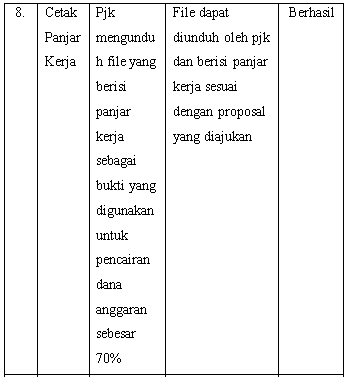 8.
Cetak
Panjar
Kerja
Pjk
mengundu
h file yang
berisi
panjar
kerja
sebagai
bukti yang
digunakan
untuk
pencairan
dana
anggaran
sebesar
70%
File dapat
diunduh oleh pjk
dan berisi panjar
kerja sesuai
dengan proposal
yang diajukan
Berhasil